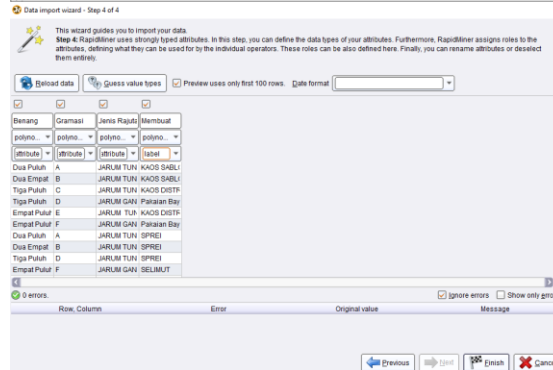 Data import wizard - Step 4 of 4
This wizard guides you to import your data.
Step 4: RapidMiner uses strongly typed attributes. In this step, you can define the data types of your attributes. Furthermore, RapidMiner assigns roles to the
attributes, defining what they can be used for by the individual operators. These roles can be also defined here. Finally, you can rename attributes or deselect
them entirely.
Reload data Guess value types Preview uses only first 100 rows. Date format
Benang Gramasi Jenis Rajuta Membuat
polyno... polyno... polyno... polyno...
attribute attribute attribute label
Dua Puluh A JARUM TUN KAOS SABL
Dua Empat B JARUM TUN KAOS SABL
Tiga Puluh C JARUM TUN KAOS DISTF
Tiga Puluh D JARUM GAN Pakaian Bay
Empat Puluh E JARUM TUN KAOS DISTF
Empat Puluh F JARUM GAN Pakaian Bay
Dua Puluh A JARUM TUN SPREI
Dua Empat B JARUM TUN SPREI
Tiga Puluh D JARUM TUN SPREI
Empat Puluh F JARUM GAN SELIMUT
0 errors. Ignore errors Show only erro
Row, Column Error Original value Message
Previous Next Finish Cance